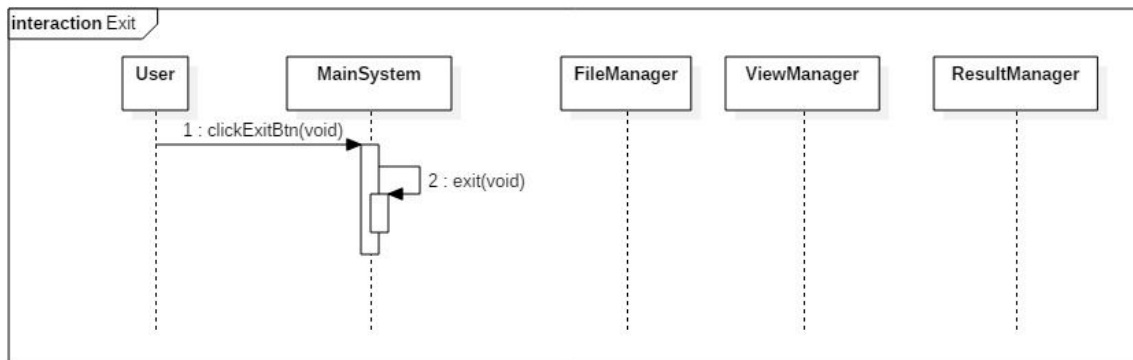 interaction Exit
User
MainSystem
FileManager
ViewManager
ResultManager
1 : clickExitBtn(void)
2 : exit(void)